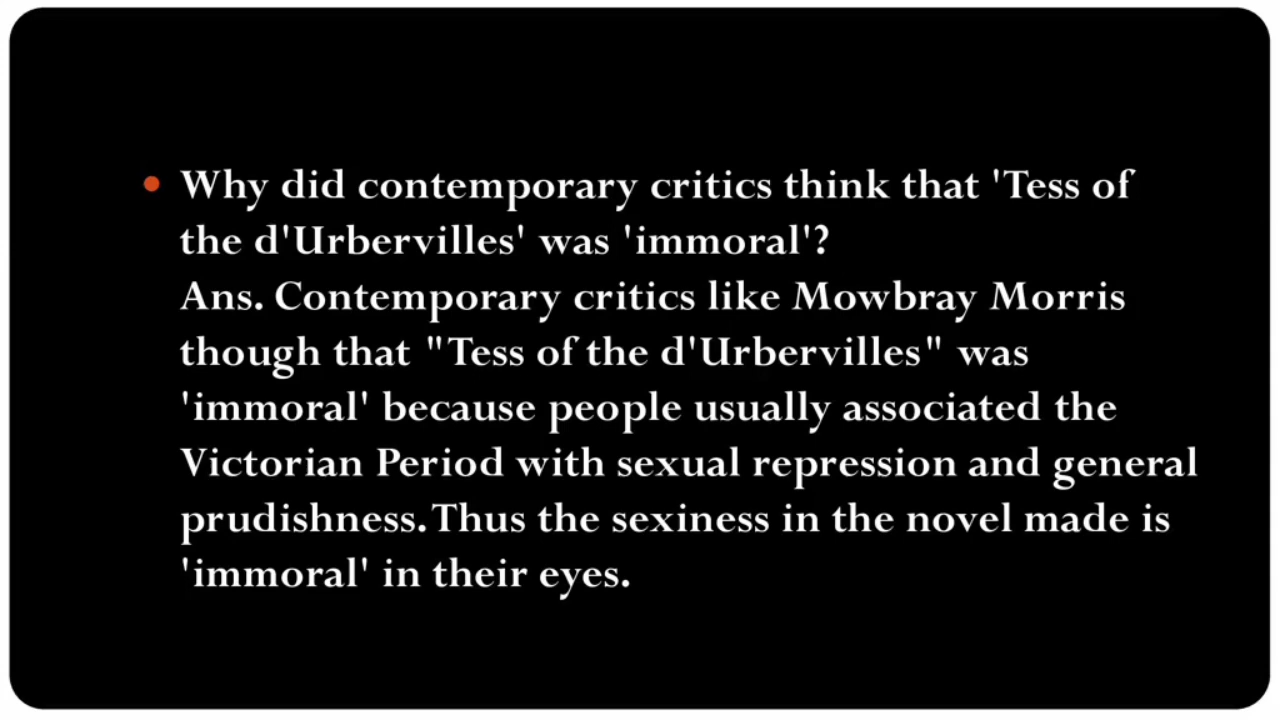 • Why did contemporary critics think that 'Tess of
the d'Urbervilles' was 'immoral'?
Ans. Contemporary critics like Mowbray Morris
though that "Tess of the d'Urbervilles" was
'immoral' because people usually associated the
Victorian Period with sexual repression and general
prudishness. Thus the sexiness in the novel made is
'immoral' in their eyes.